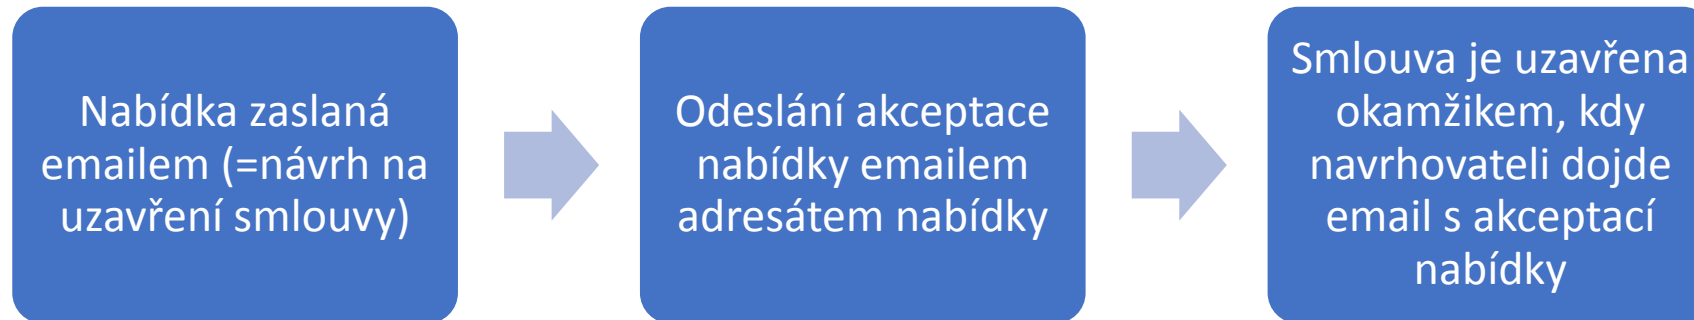 Nabídka zaslaná
emailem (=návrh na
uzavření smlouvy)
Odeslání akceptace
nabídky emailem
adresátem nabídky
Smlouva je uzavřena
okamžikem, kdy
navrhovateli dojde
email s akceptací
nabídky